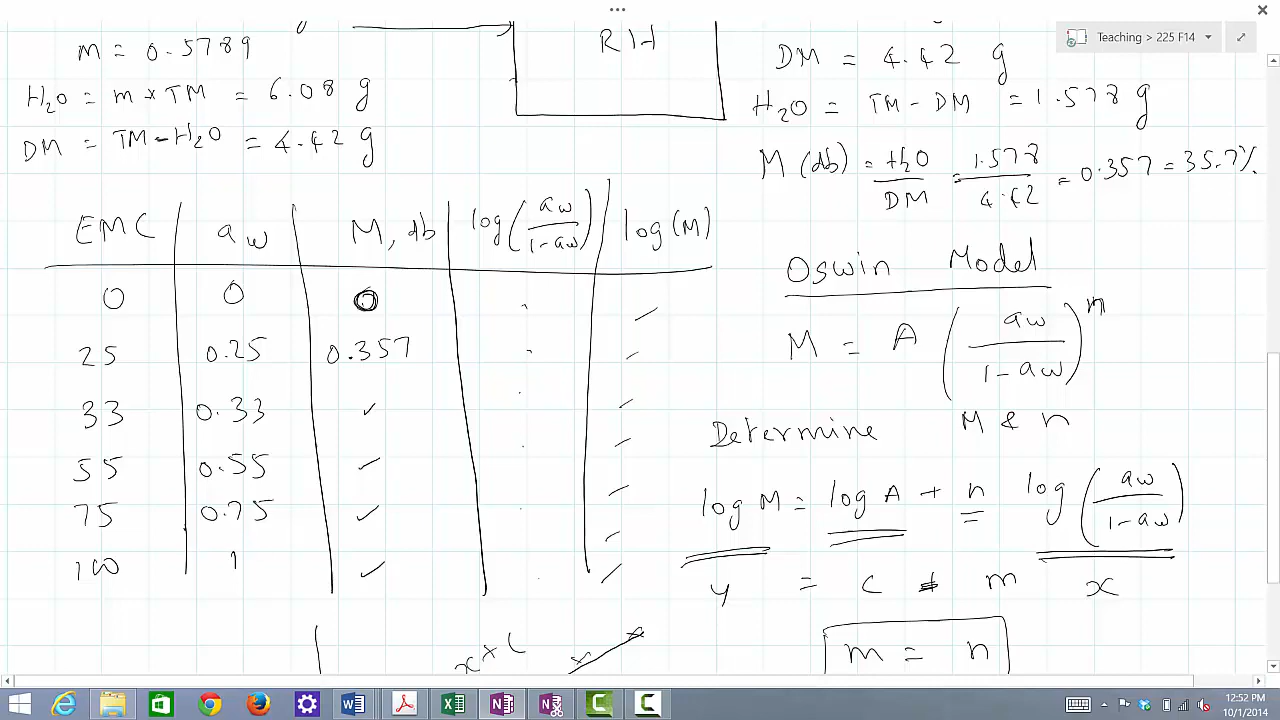 Teaching > 225 F14
m = 0.5789
H₂O = m × TM = 6.08 g
DM = TM - H₂O = 4.42 g
RH
DM = 4.42 g
H₂O = TM - DM = 1.578 g
M (db) = H₂O / DM = 1.578 / 4.42 = 0.357 = 35.7%
EMC aw M, db log(aw / 1-aw) log(M)
0 0 0
25 0.25 0.357
33 0.33 ✓
55 0.55 ✓
75 0.75 ✓
100 1 ✓
Oswin Model
M = A (aw / 1-aw)ⁿ
Determine M & n
log M = log A + n log (aw / 1-aw)
y = c + m x
m = n
12:52 PM
10/1/2014